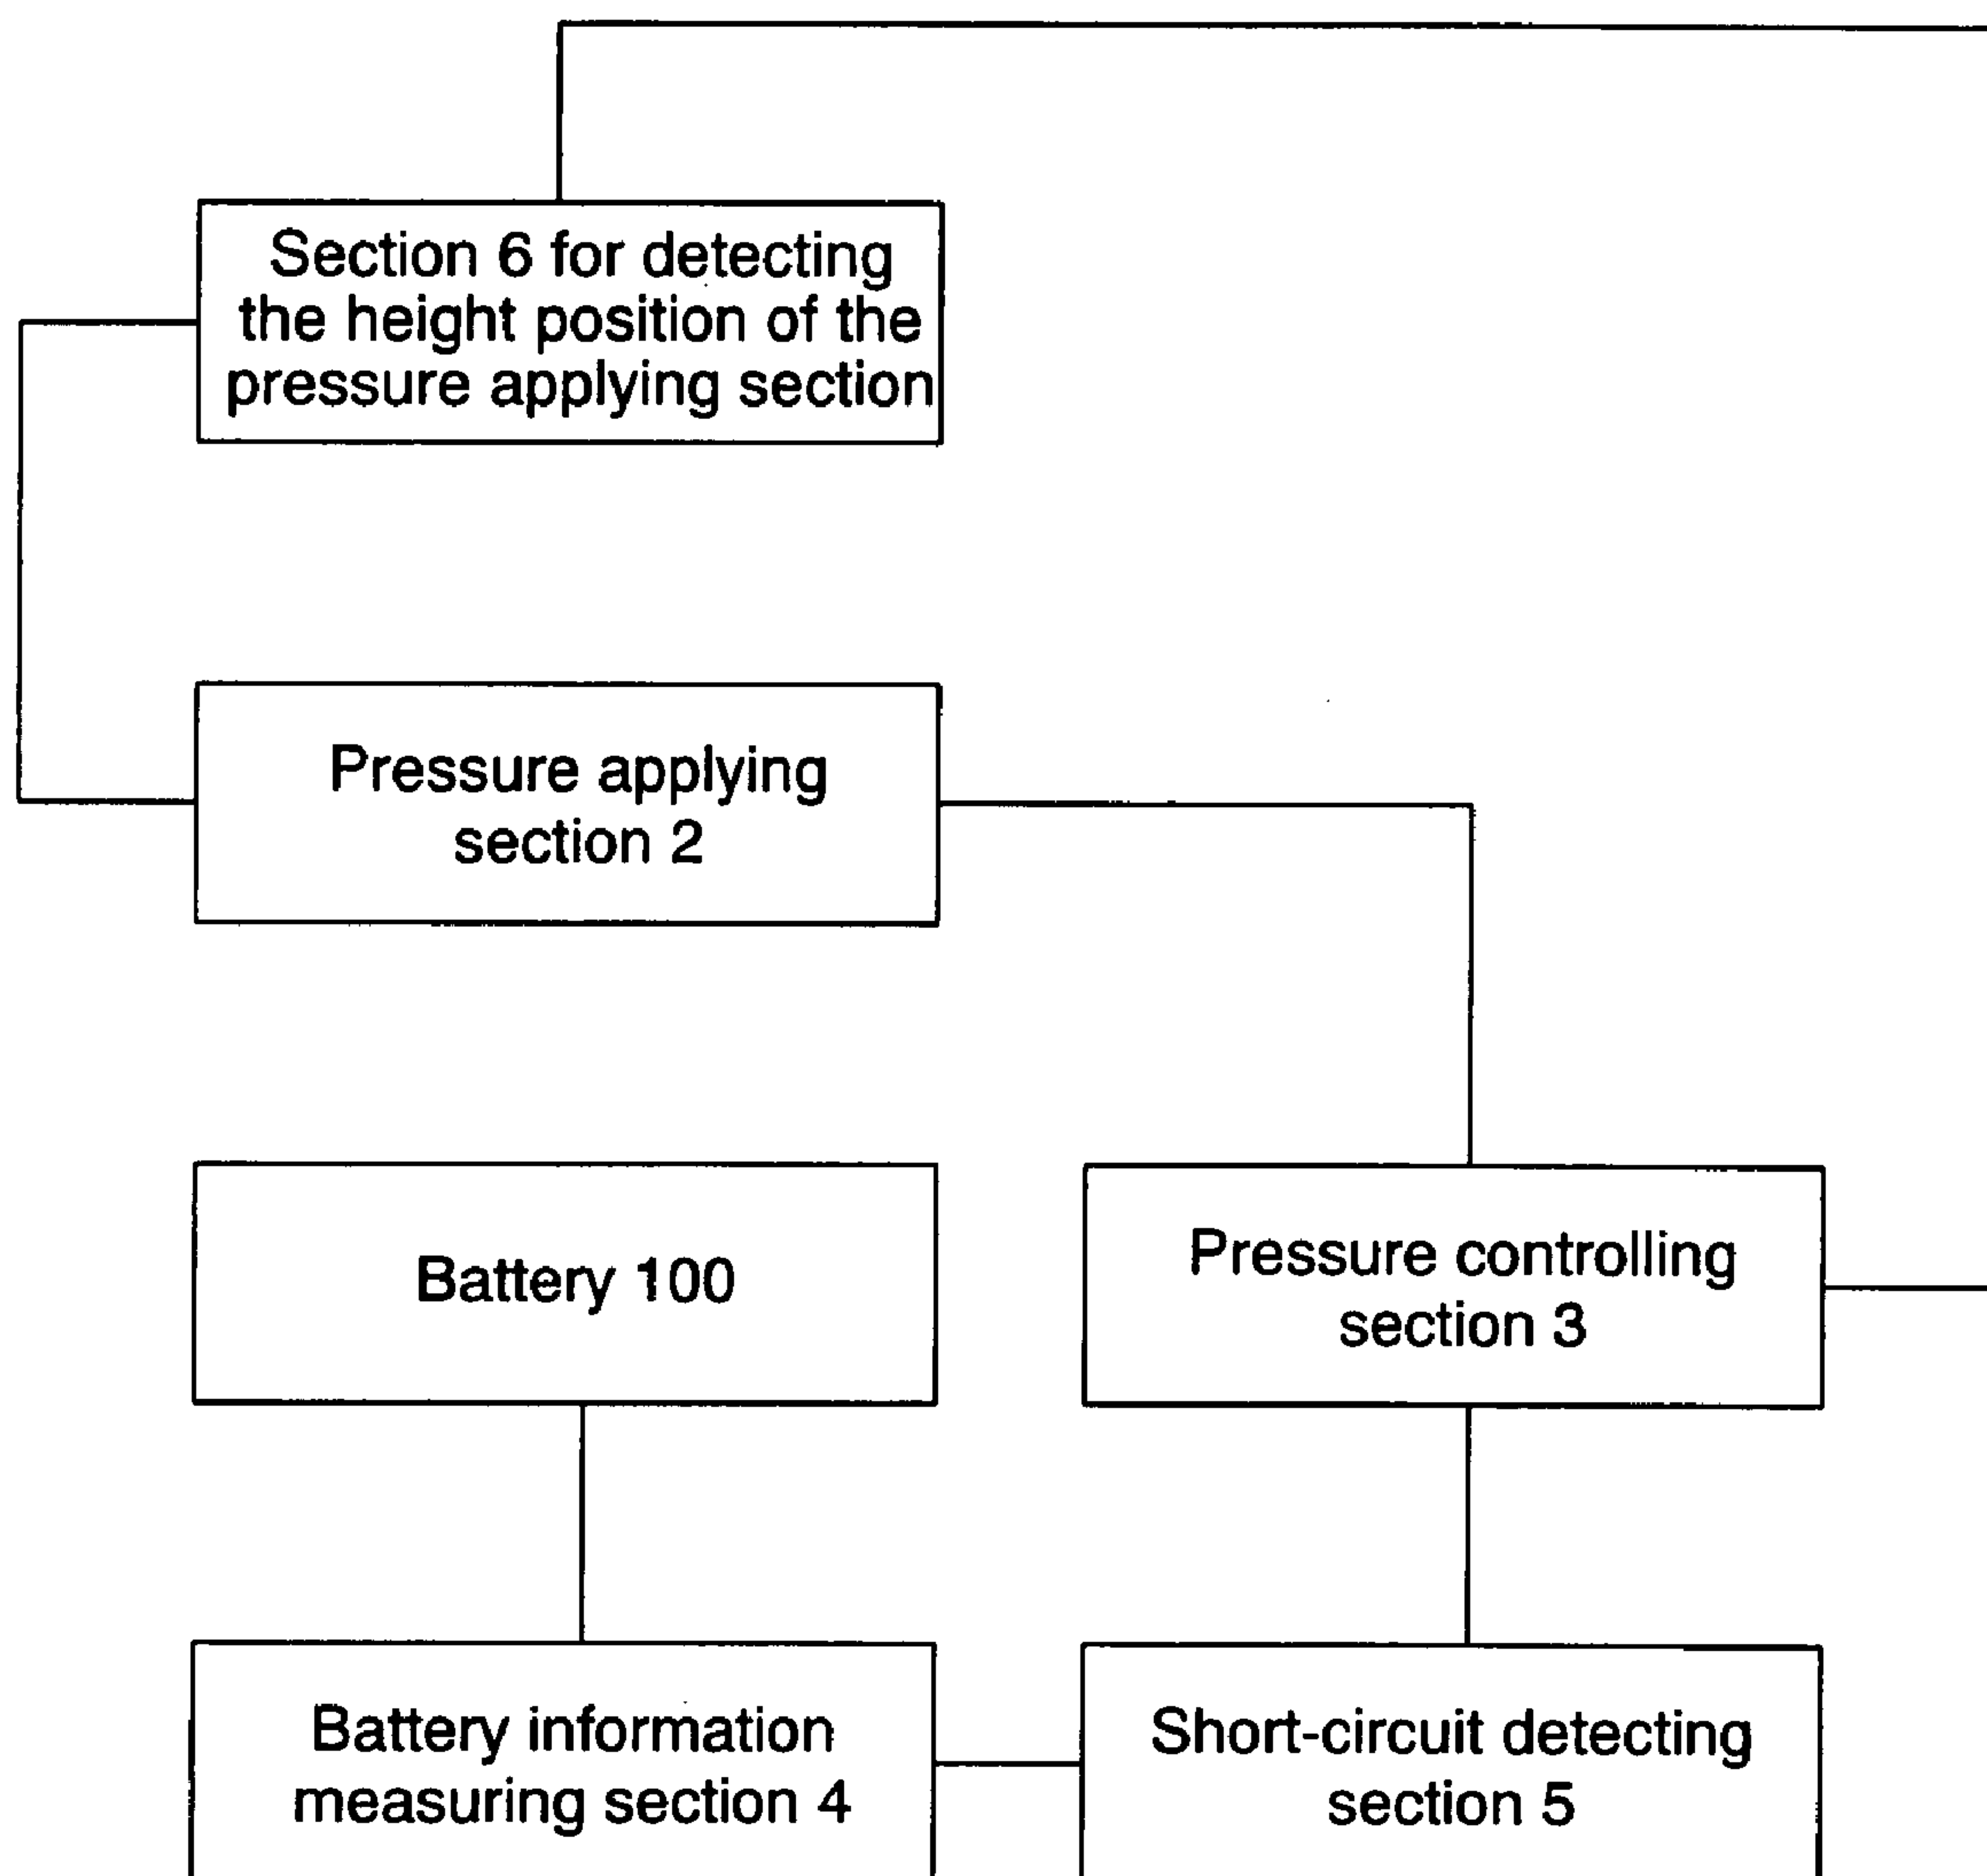 Section 6 for detecting
the height position of the
pressure applying section
Pressure applying
section 2
Battery 100
Pressure controlling
section 3
Battery information
measuring section 4
Short-circuit detecting
section 5